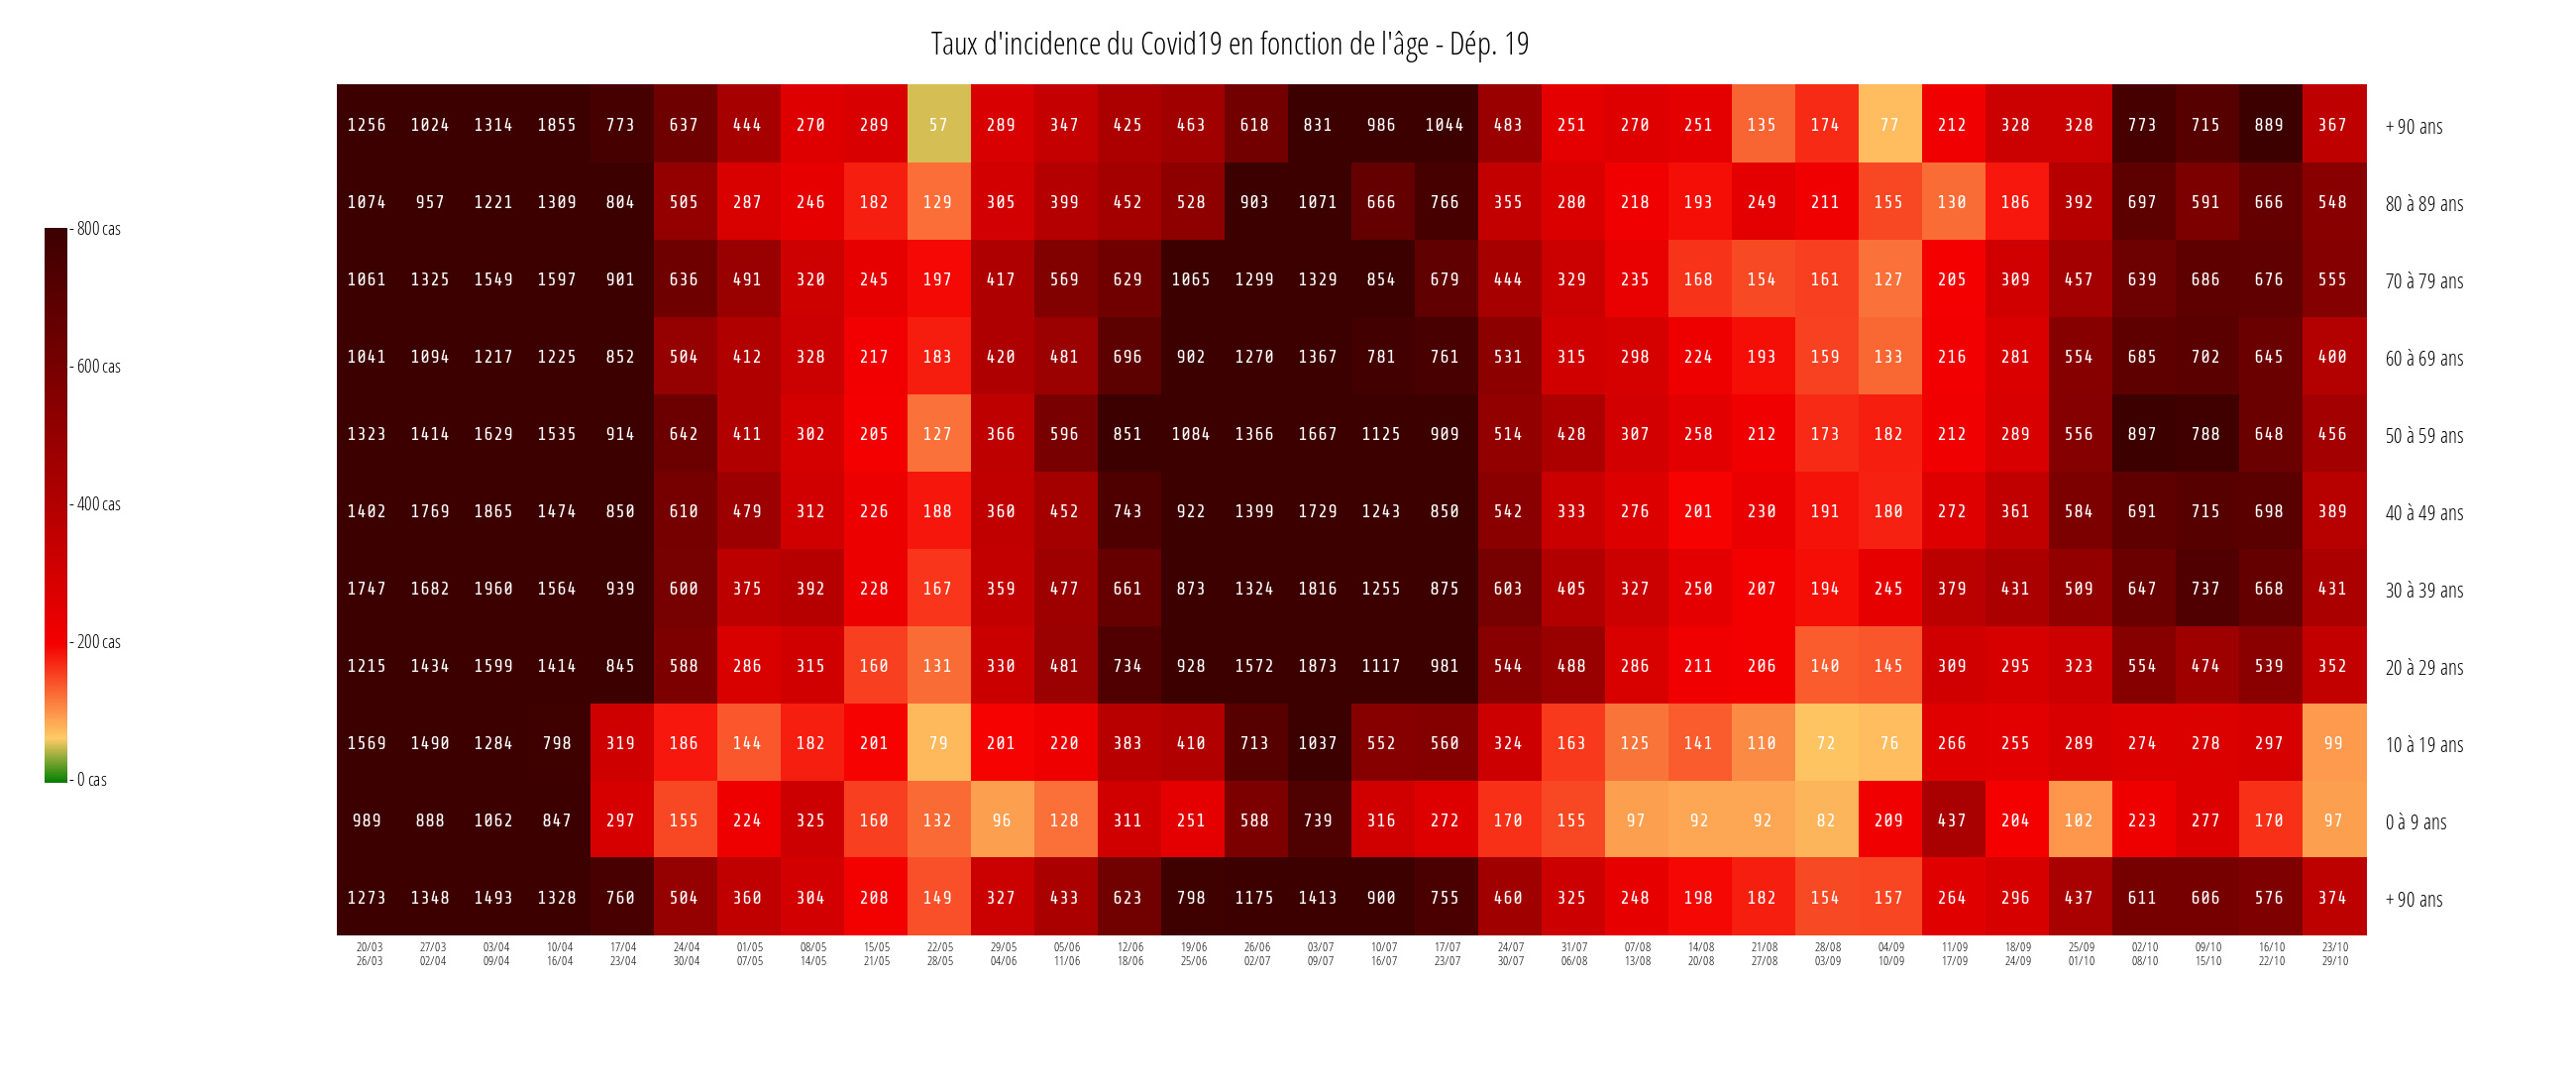 Taux d'incidence du Covid19 en fonction de l'âge - Dép. 19
- 800 cas
- 600 cas
- 400 cas
- 200 cas
- 0 cas
1256 1024 1314 1855 773 637 444 270 289 57 289 347 425 463 618 831 986 1044 483 251 270 251 135 174 77 212 328 328 773 715 889 367 + 90 ans
1074 957 1221 1309 804 505 287 246 182 129 305 399 452 528 903 1071 666 766 355 280 218 193 249 211 155 130 186 392 697 591 666 548 80 à 89 ans
1061 1325 1549 1597 901 636 491 320 245 197 417 569 629 1065 1299 1329 854 679 444 329 235 168 154 161 127 205 309 457 639 686 676 555 70 à 79 ans
1041 1094 1217 1225 852 504 412 328 217 183 420 481 696 902 1270 1367 781 761 531 315 298 224 193 159 133 216 281 554 685 702 645 400 60 à 69 ans
1323 1414 1629 1535 914 642 411 302 205 127 366 596 851 1084 1366 1667 1125 909 514 428 307 258 212 173 182 212 289 556 897 788 648 456 50 à 59 ans
1402 1769 1865 1474 850 610 479 312 226 188 360 452 743 922 1399 1729 1243 850 542 333 276 201 230 191 180 272 361 584 691 715 698 389 40 à 49 ans
1747 1682 1960 1564 939 600 375 392 228 167 359 477 661 873 1324 1816 1255 875 603 405 327 250 207 194 245 379 431 509 647 737 668 431 30 à 39 ans
1215 1434 1599 1414 845 588 286 315 160 131 330 481 734 928 1572 1873 1117 981 544 488 286 211 206 140 145 309 295 323 554 474 539 352 20 à 29 ans
1569 1490 1284 798 319 186 144 182 201 79 201 220 383 410 713 1037 552 560 324 163 125 141 110 72 76 266 255 289 274 278 297 99 10 à 19 ans
989 888 1062 847 297 155 224 325 160 132 96 128 311 251 588 739 316 272 170 155 97 92 92 82 209 437 204 102 223 277 170 97 0 à 9 ans
1273 1348 1493 1328 760 504 360 304 208 149 327 433 623 798 1175 1413 900 755 460 325 248 198 182 154 157 264 296 437 611 606 576 374 + 90 ans
20/03 27/03 03/04 10/04 17/04 24/04 01/05 08/05 15/05 22/05 29/05 05/06 12/06 19/06 26/06 03/07 10/07 17/07 24/07 31/07 07/08 14/08 21/08 28/08 04/09 11/09 18/09 25/09 02/10 09/10 16/10 23/10
26/03 02/04 09/04 16/04 23/04 30/04 07/05 14/05 21/05 28/05 04/06 11/06 18/06 25/06 02/07 09/07 16/07 23/07 30/07 06/08 13/08 20/08 27/08 03/09 10/09 17/09 24/09 01/10 08/10 15/10 22/10 29/10